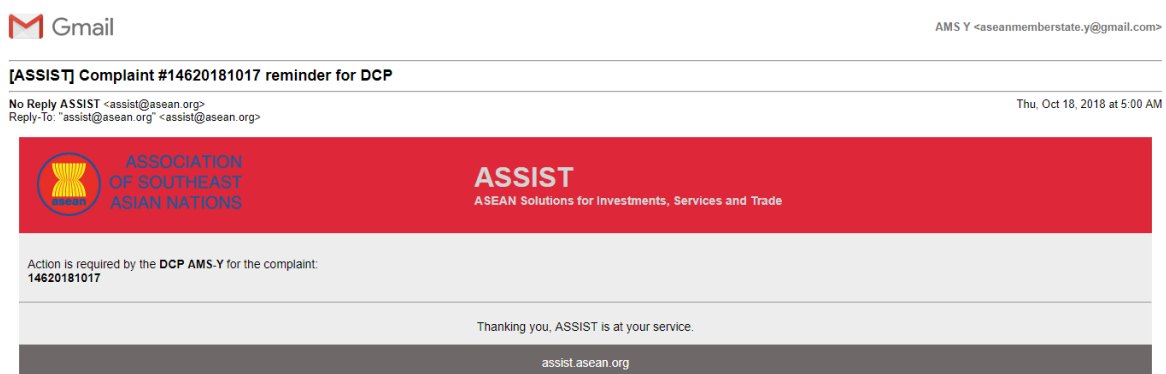 Gmail
AMS Y <aseanmemberstate.y@gmail.com>
[ASSIST] Complaint #14620181017 reminder for DCP
No Reply ASSIST <assist@asean.org>
Thu, Oct 18, 2018 at 5:00 AM
Reply-To: "assist@asean.org" <assist@asean.org>
ASSOCIATION
OF SOUTHEAST
ASIAN NATIONS
asean
ASSIST
ASEAN Solutions for Investments, Services and Trade
Action is required by the DCP AMS-Y for the complaint:
14620181017
Thanking you, ASSIST is at your service.
assist.asean.org